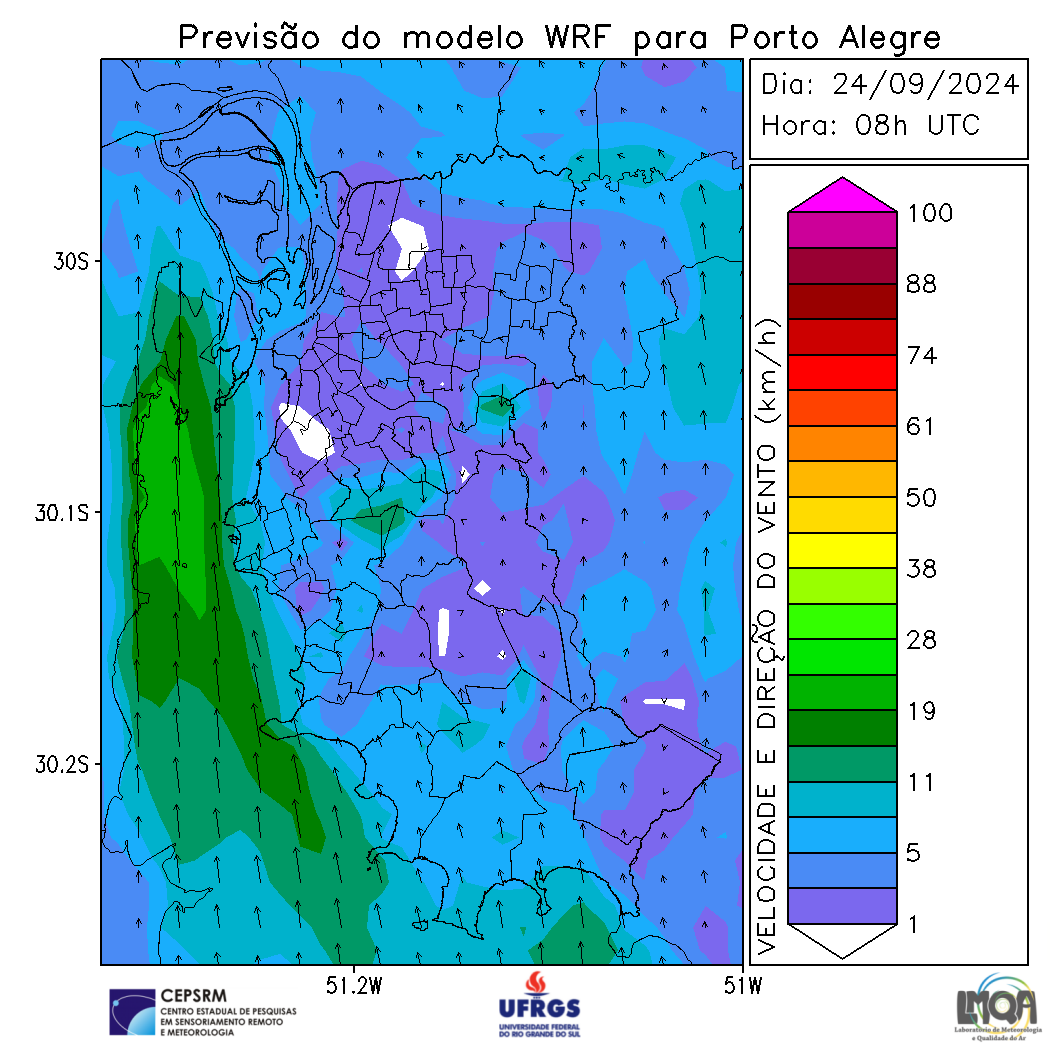 Previsão do modelo WRF para Porto Alegre
Dia: 24/09/2024
Hora: 08h UTC
30S
30.1S
30.2S
51.2W
51W
VELOCIDADE E DIREÇÃO DO VENTO (km/h)
100
88
74
61
50
38
28
19
11
5
1
CEPSRM
CENTRO ESTADUAL DE PESQUISAS
EM SENSORIAMENTO REMOTO
E METEOROLOGIA
UFRGS
UNIVERSIDADE FEDERAL
DO RIO GRANDE DO SUL
LMQA
Laboratório de Meteorologia
e Qualidade do Ar